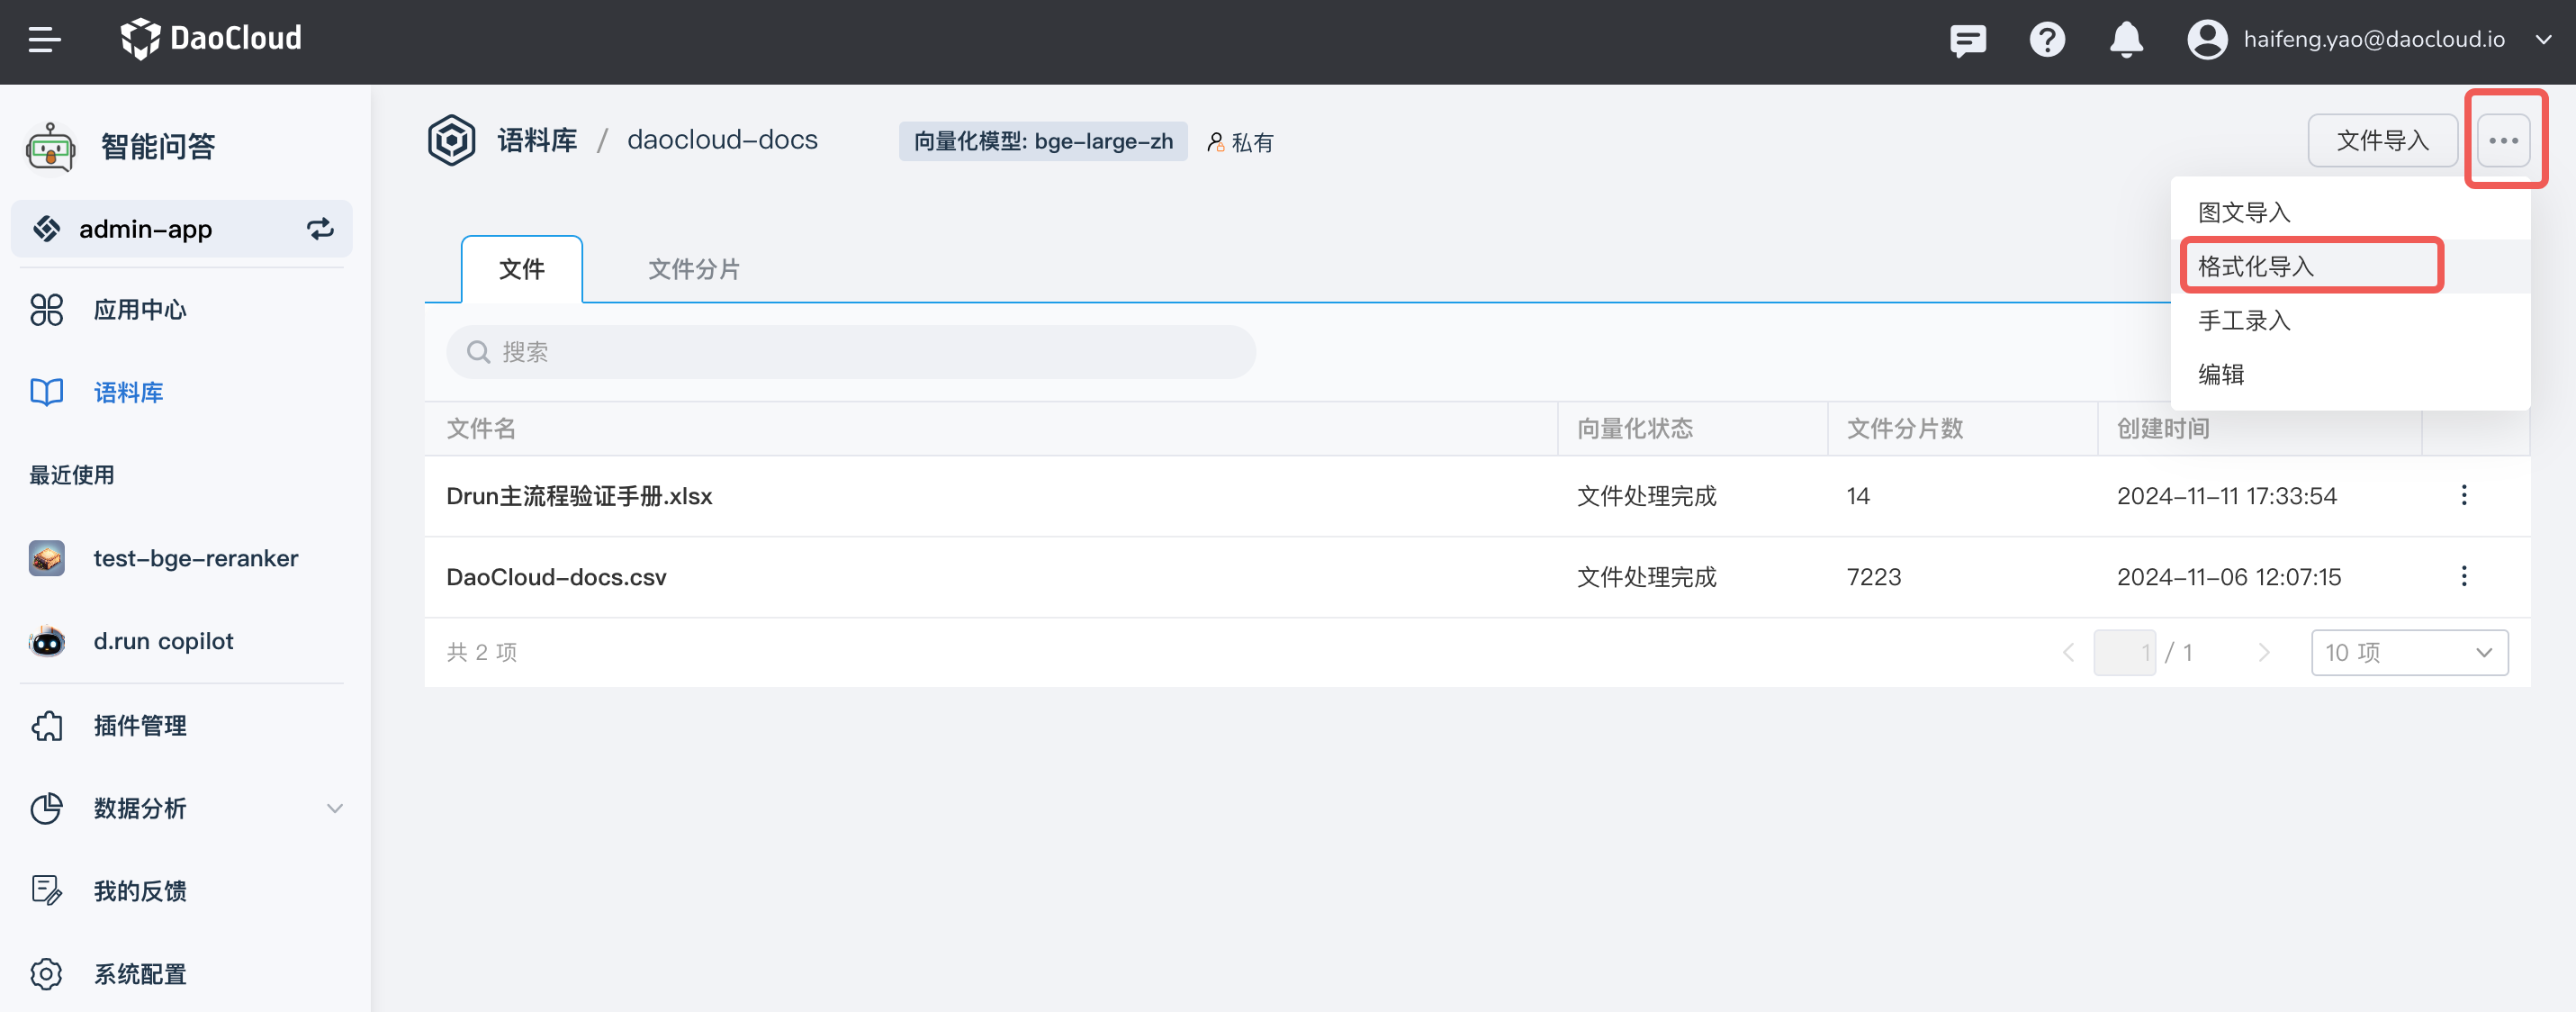 DaoCloud
haifeng.yao@daocloud.io
智能问答
admin-app
应用中心
语料库
最近使用
test-bge-reranker
d.run copilot
插件管理
数据分析
我的反馈
系统配置
语料库 / daocloud-docs
向量化模型: bge-large-zh
私有
文件导入
图文导入
格式化导入
手工录入
编辑
文件
文件分片
搜索
文件名 向量化状态 文件分片数 创建时间
Drun主流程验证手册.xlsx 文件处理完成 14 2024-11-11 17:33:54
DaoCloud-docs.csv 文件处理完成 7223 2024-11-06 12:07:15
共 2 项
1 / 1
10 项